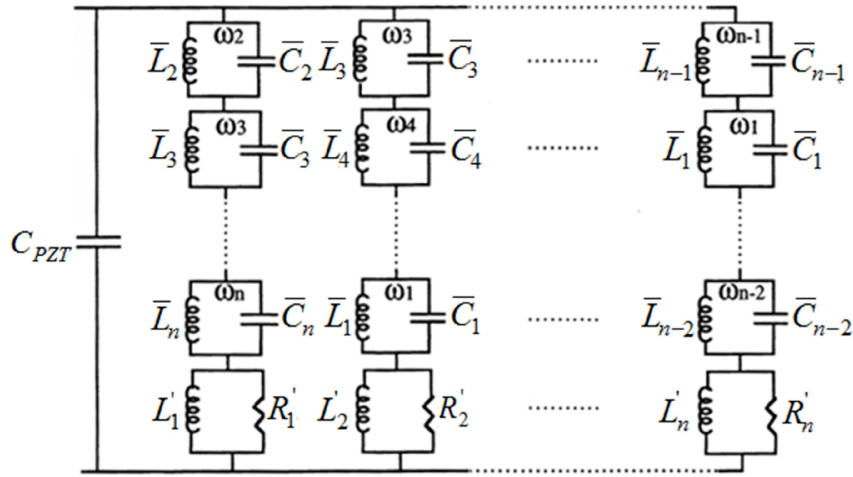 ω2 ω3 ωn-1
L̅2 C̅2 L̅3 C̅3 L̅n−1 C̅n−1
ω3 ω4 ω1
L̅3 C̅3 L̅4 C̅4 L̅1 C̅1
CPZT
ωn ω1 ωn-2
L̅n C̅n L̅1 C̅1 L̅n−2 C̅n−2
L'1 R'1 L'2 R'2 L'n R'n